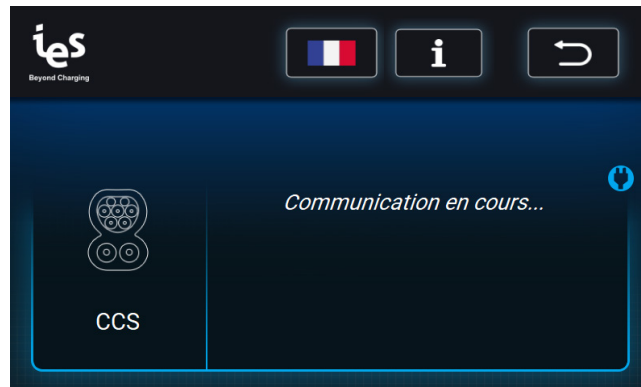 ies
Beyond Charging
i
Communication en cours...
CCS